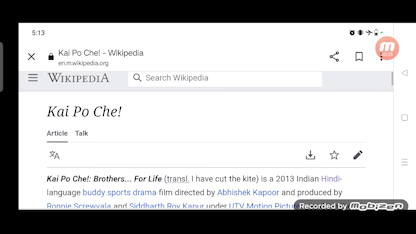 5:13
Kai Po Che! - Wikipedia
en.m.wikipedia.org
WIKIPEDIA
Search Wikipedia
Kai Po Che!
Article Talk
Kai Po Che!: Brothers... For Life (transl. I have cut the kite) is a 2013 Indian Hindi-
language buddy sports drama film directed by Abhishek Kapoor and produced by
Ronnie Screwvala and Siddharth Roy Kapur under UTV Motion
Recorded by mobizen